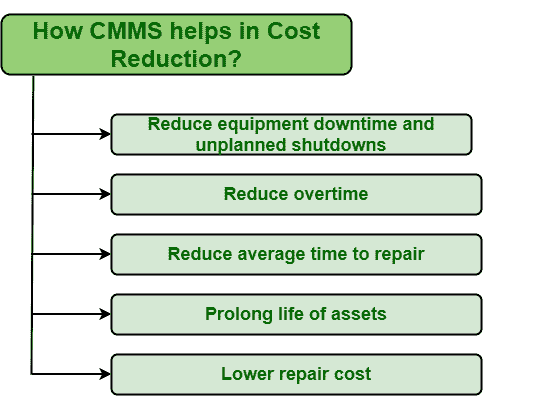 How CMMS helps in Cost
Reduction?
Reduce equipment downtime and
unplanned shutdowns
Reduce overtime
Reduce average time to repair
Prolong life of assets
Lower repair cost